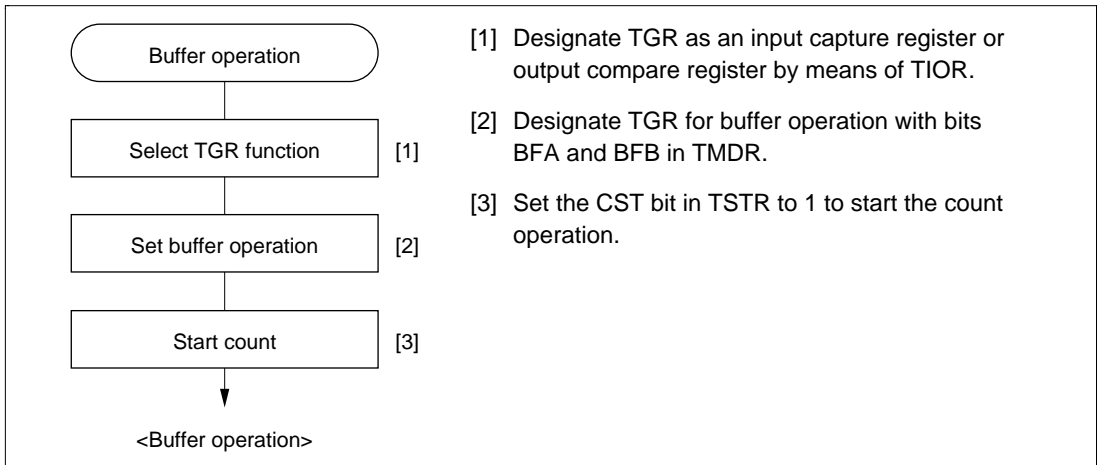 Buffer operation
Select TGR function [1]
Set buffer operation [2]
Start count [3]
<Buffer operation>
[1] Designate TGR as an input capture register or
output compare register by means of TIOR.
[2] Designate TGR for buffer operation with bits
BFA and BFB in TMDR.
[3] Set the CST bit in TSTR to 1 to start the count
operation.